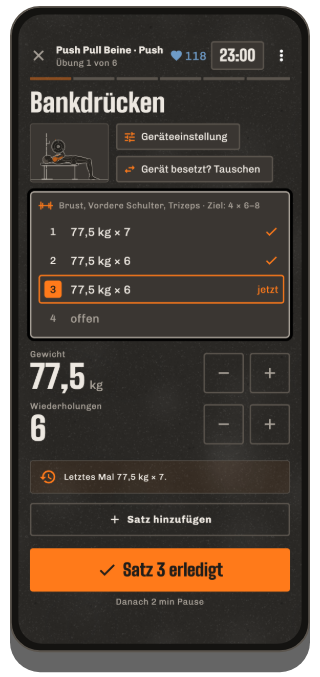 Push Pull Beine · Push
Übung 1 von 6
118
23:00
Bankdrücken
Geräteeinstellung
Gerät besetzt? Tauschen
Brust, Vordere Schulter, Trizeps · Ziel: 4 × 6–8
1 77,5 kg × 7
2 77,5 kg × 6
3 77,5 kg × 6 jetzt
4 offen
Gewicht
77,5 kg
Wiederholungen
6
Letztes Mal 77,5 kg × 7.
+ Satz hinzufügen
Satz 3 erledigt
Danach 2 min Pause